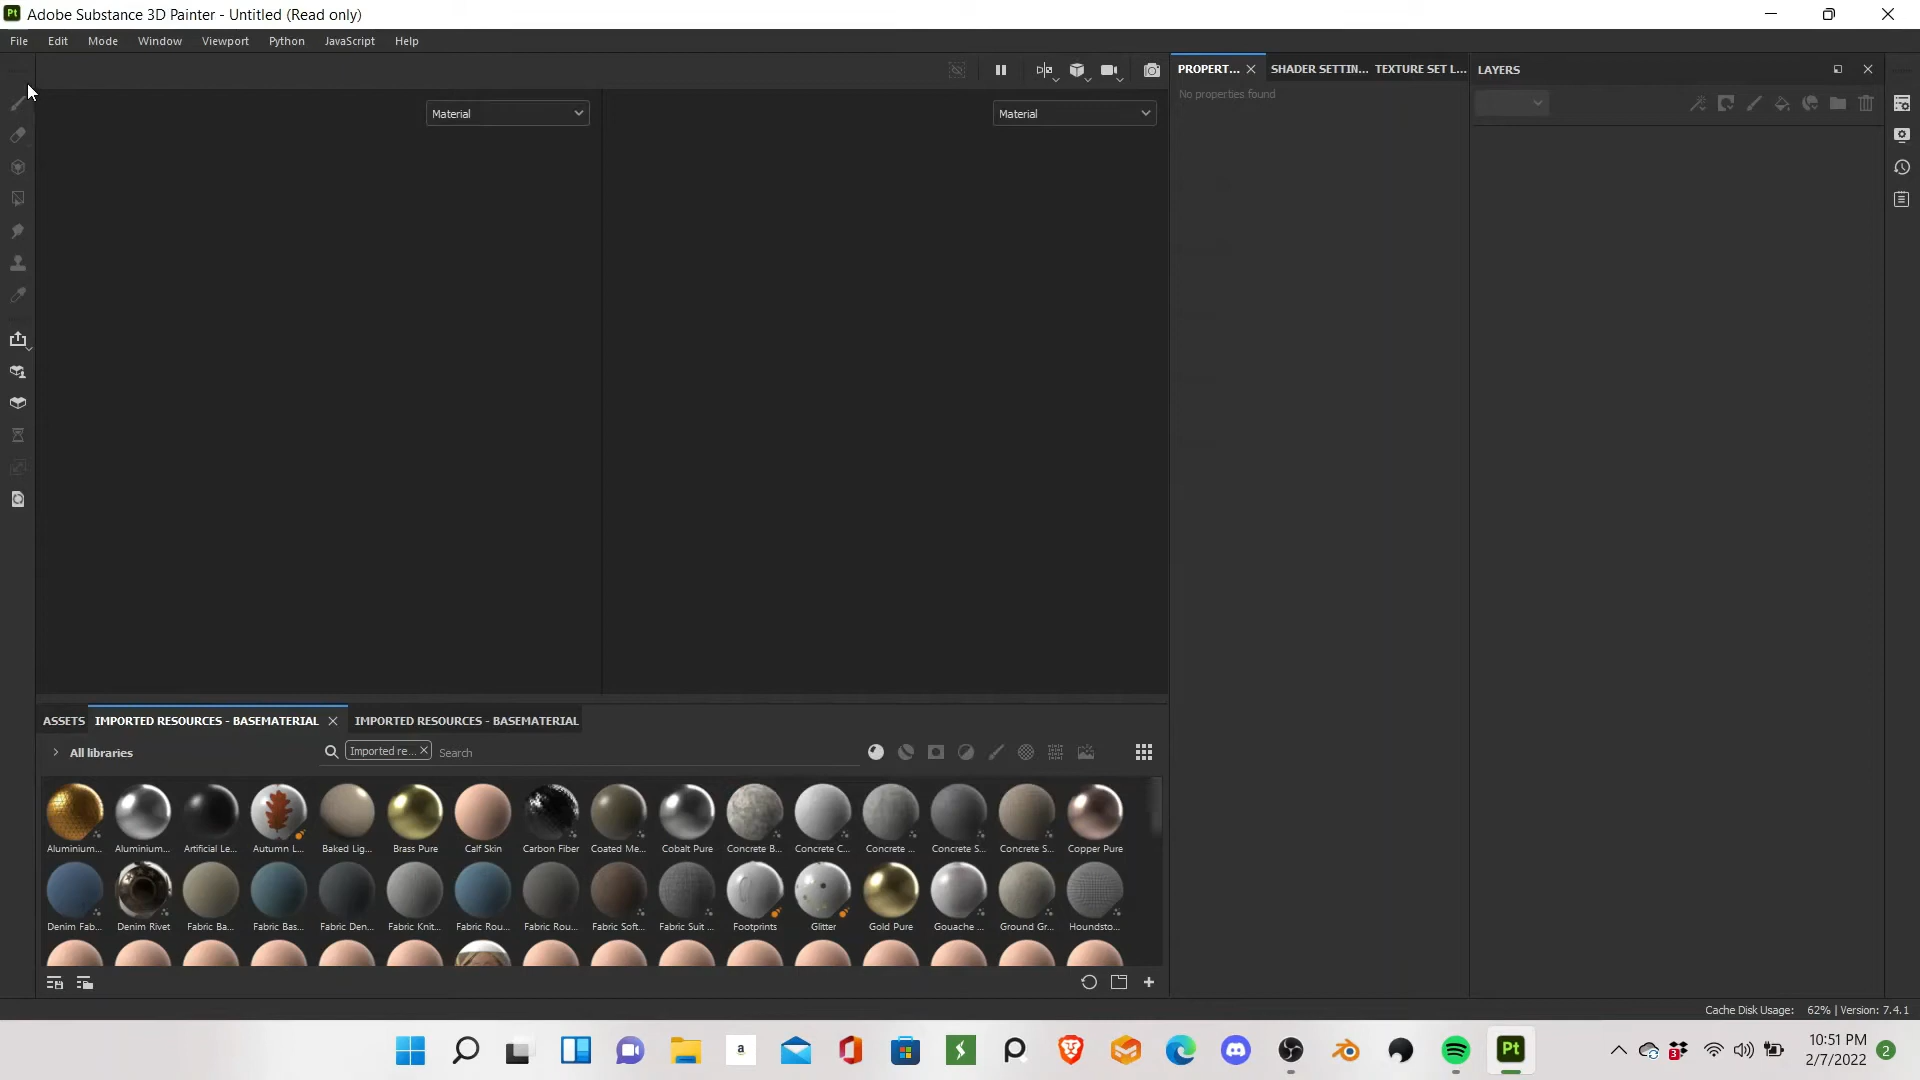 Pt Adobe Substance 3D Painter - Untitled (Read only)
File Edit Mode Window Viewport Python JavaScript Help
PROPERT... SHADER SETTIN... TEXTURE SET L... LAYERS
No properties found
Material Material
ASSETS IMPORTED RESOURCES - BASEMATERIAL IMPORTED RESOURCES - BASEMATERIAL
All libraries Imported re... Search
Aluminium... Aluminium... Artificial Le... Autumn L... Baked Lig... Brass Pure Calf Skin Carbon Fiber Coated Me... Cobalt Pure Concrete B... Concrete C... Concrete ... Concrete S... Concrete S... Copper Pure
Denim Fab... Denim Rivet Fabric Ba... Fabric Bas... Fabric Den... Fabric Knit... Fabric Rou... Fabric Rou... Fabric Soft... Fabric Suit ... Footprints Glitter Gold Pure Gouache ... Ground Gr... Houndsto...
Cache Disk Usage: 62% | Version: 7.4.1
a Pt 3 10:51 PM 2
2/7/2022